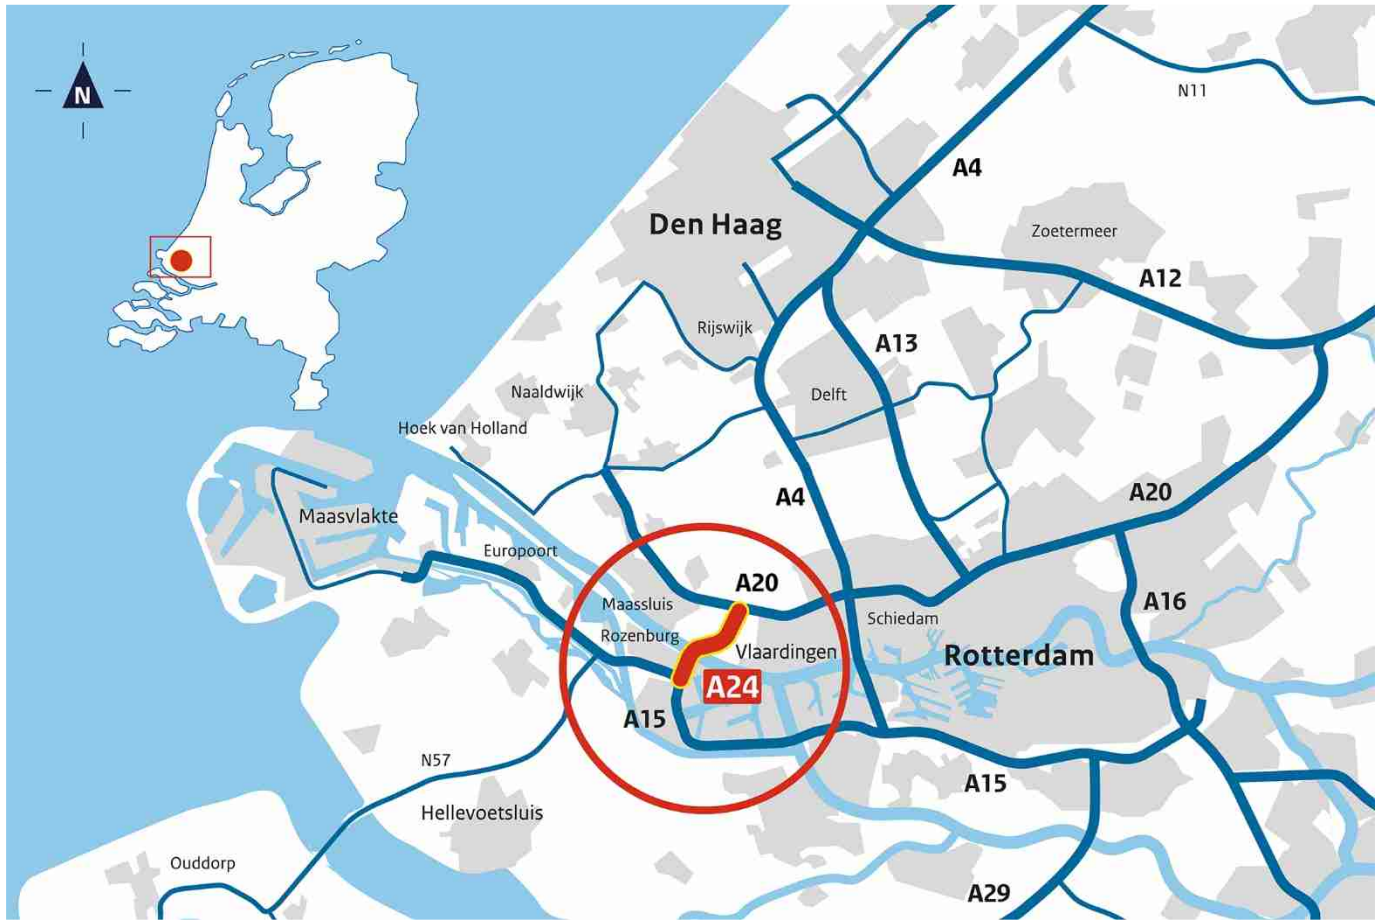 N
N11
A4
Den Haag
Zoetermeer
A12
Rijswijk
A13
Naaldwijk
Delft
Hoek van Holland
A4
A20
Maasvlakte
Europoort
A20
Maassluis
A16
Schiedam
Rozenburg
Vlaardingen
Rotterdam
A24
A15
N57
A15
Hellevoetsluis
Ouddorp
A29